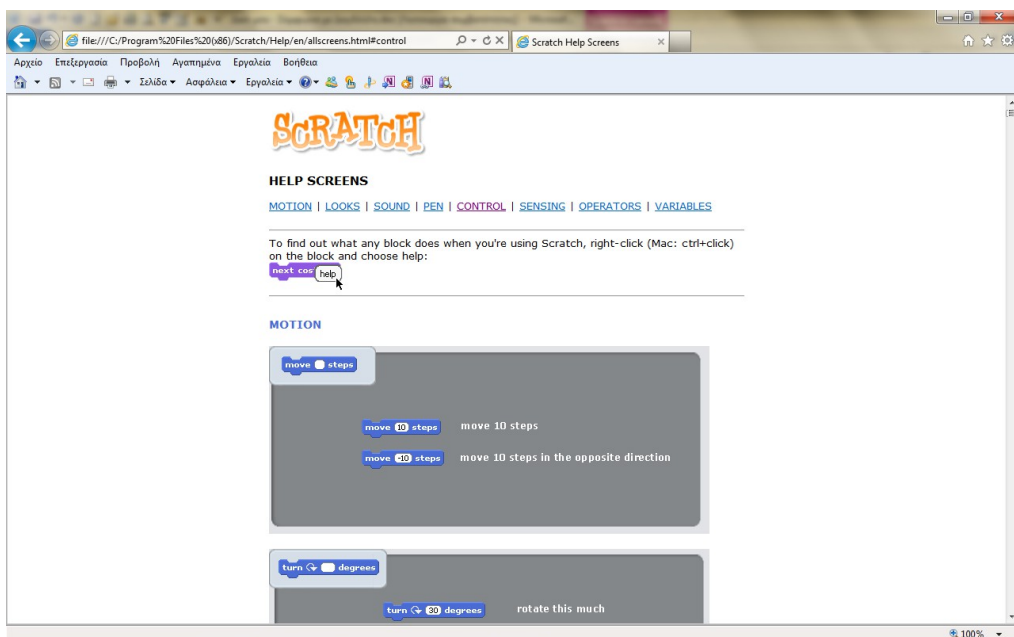 file:///C:/Program%20Files%20(x86)/Scratch/Help/en/allscreens.html#control
Scratch Help Screens
Αρχείο Επεξεργασία Προβολή Αγαπημένα Εργαλεία Βοήθεια
Σελίδα Ασφάλεια Εργαλεία
SCRATCH
HELP SCREENS
MOTION | LOOKS | SOUND | PEN | CONTROL | SENSING | OPERATORS | VARIABLES
To find out what any block does when you're using Scratch, right-click (Mac: ctrl+click)
on the block and choose help:
next cos
help
MOTION
move steps
move 10 steps move 10 steps
move -10 steps move 10 steps in the opposite direction
turn degrees
turn 30 degrees rotate this much
100%